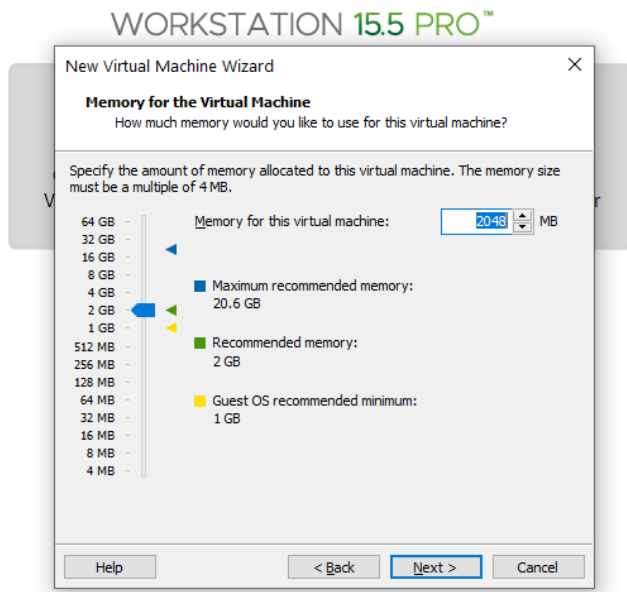 WORKSTATION 15.5 PRO™
New Virtual Machine Wizard
Memory for the Virtual Machine
How much memory would you like to use for this virtual machine?
Specify the amount of memory allocated to this virtual machine. The memory size
must be a multiple of 4 MB.
Memory for this virtual machine: 2048 MB
64 GB
32 GB
16 GB
8 GB
4 GB
2 GB
1 GB
512 MB
256 MB
128 MB
64 MB
32 MB
16 MB
8 MB
4 MB
Maximum recommended memory:
20.6 GB
Recommended memory:
2 GB
Guest OS recommended minimum:
1 GB
Help
< Back
Next >
Cancel